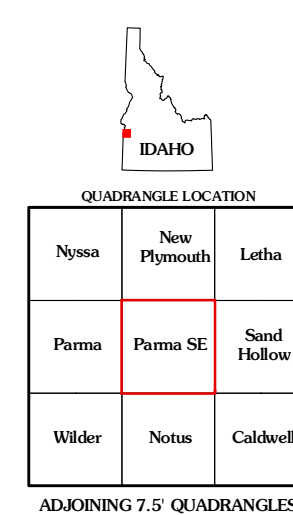 IDAHO
QUADRANGLE LOCATION
Nyssa New Plymouth Letha
Parma Parma SE Sand Hollow
Wilder Notus Caldwell
ADJOINING 7.5' QUADRANGLES